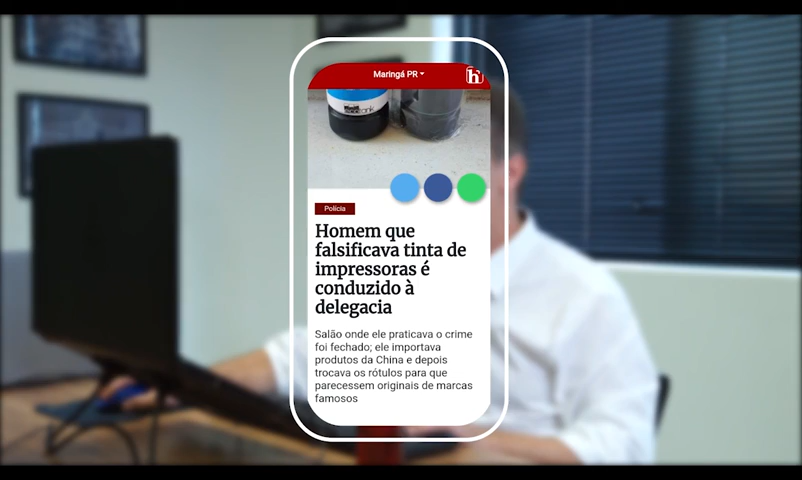 Maringá PR
h
Polícia
Homem que
falsificava tinta de
impressoras é
conduzido à
delegacia
Salão onde ele praticava o crime
foi fechado; ele importava
produtos da China e depois
trocava os rótulos para que
parecessem originais de marcas
famosos